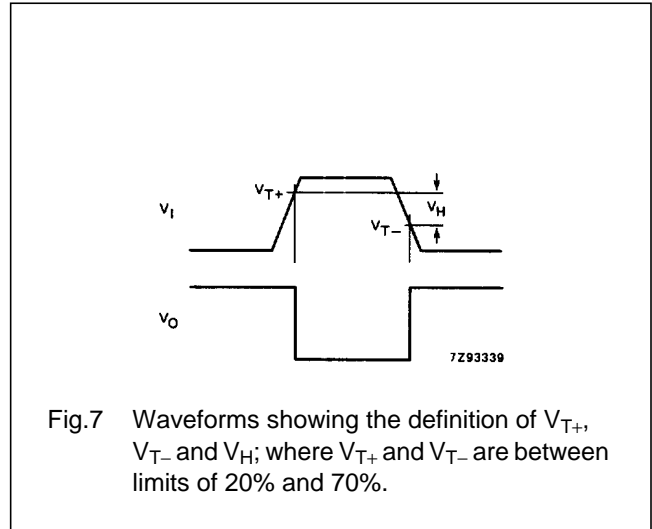 V_T+
V_I
V_H
V_T−
V_O
7Z93339
Fig.7 Waveforms showing the definition of V_T+,
V_T− and V_H; where V_T+ and V_T− are between
limits of 20% and 70%.